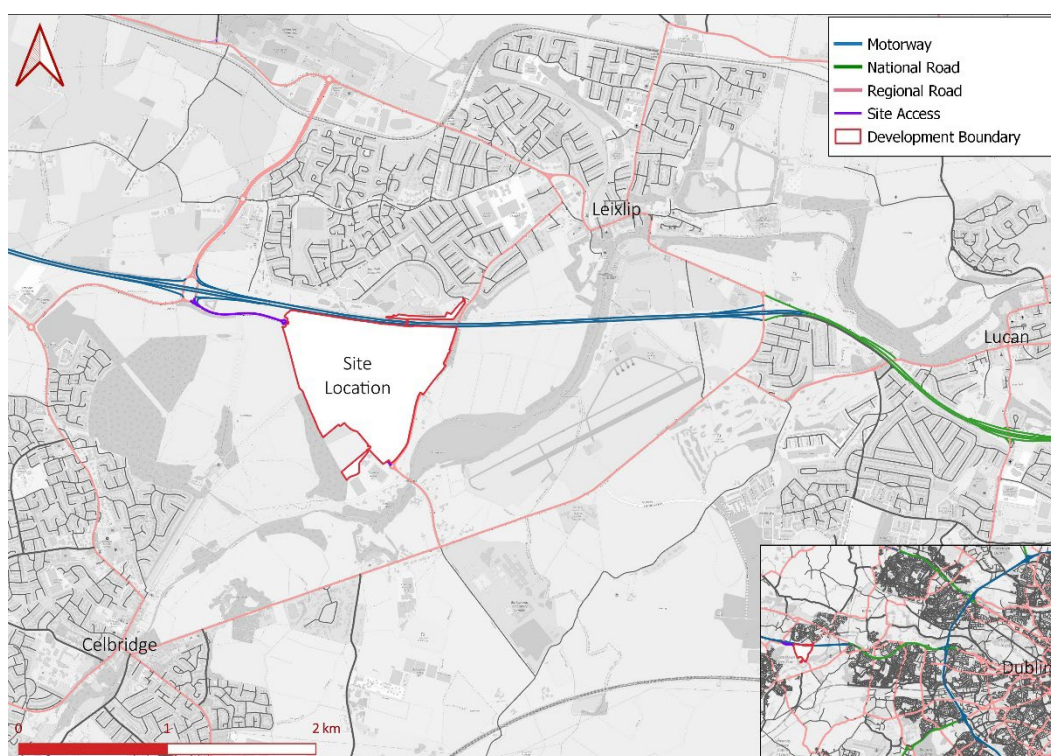 Motorway
National Road
Regional Road
Site Access
Development Boundary
Leixlip
Lucan
Site
Location
Celbridge
0
1
2 km
Dublin